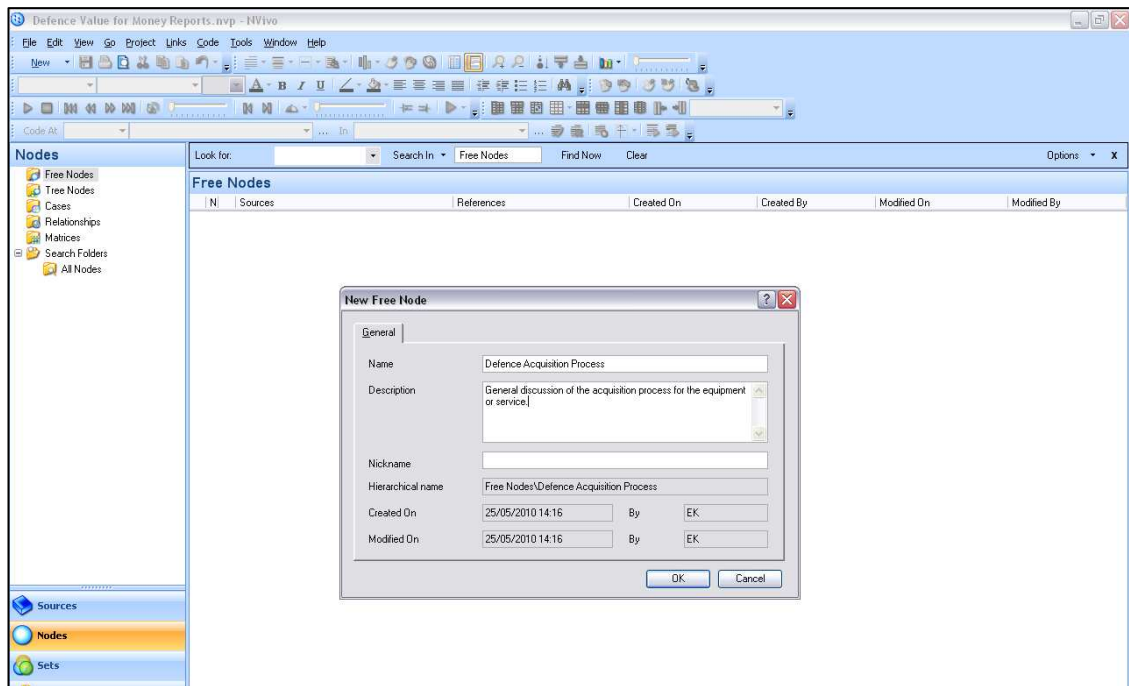 Defence Value for Money Reports.nvp - NVivo
File Edit View Go Project Links Code Tools Window Help
New
B I U
Code At In
Nodes
Look for: Search In Free Nodes Find Now Clear Options X
Free Nodes
Tree Nodes
Cases
Relationships
Matrices
Search Folders
All Nodes
Free Nodes
N Sources References Created On Created By Modified On Modified By
New Free Node
General
Name Defence Acquisition Process
Description General discussion of the acquisition process for the equipment
or service.
Nickname
Hierarchical name Free Nodes\Defence Acquisition Process
Created On 25/05/2010 14:16 By EK
Modified On 25/05/2010 14:16 By EK
OK Cancel
Sources
Nodes
Sets